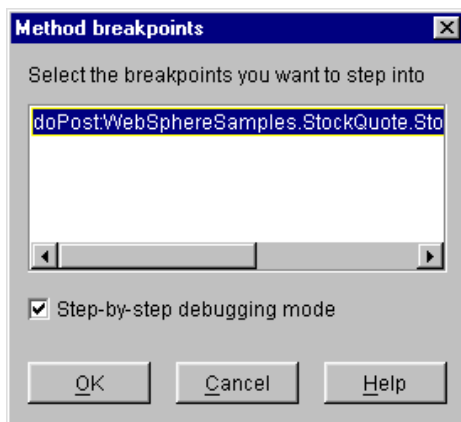 Method breakpoints
Select the breakpoints you want to step into
doPost:WebSphereSamples.StockQuote.Sto
Step-by-step debugging mode
OK Cancel Help